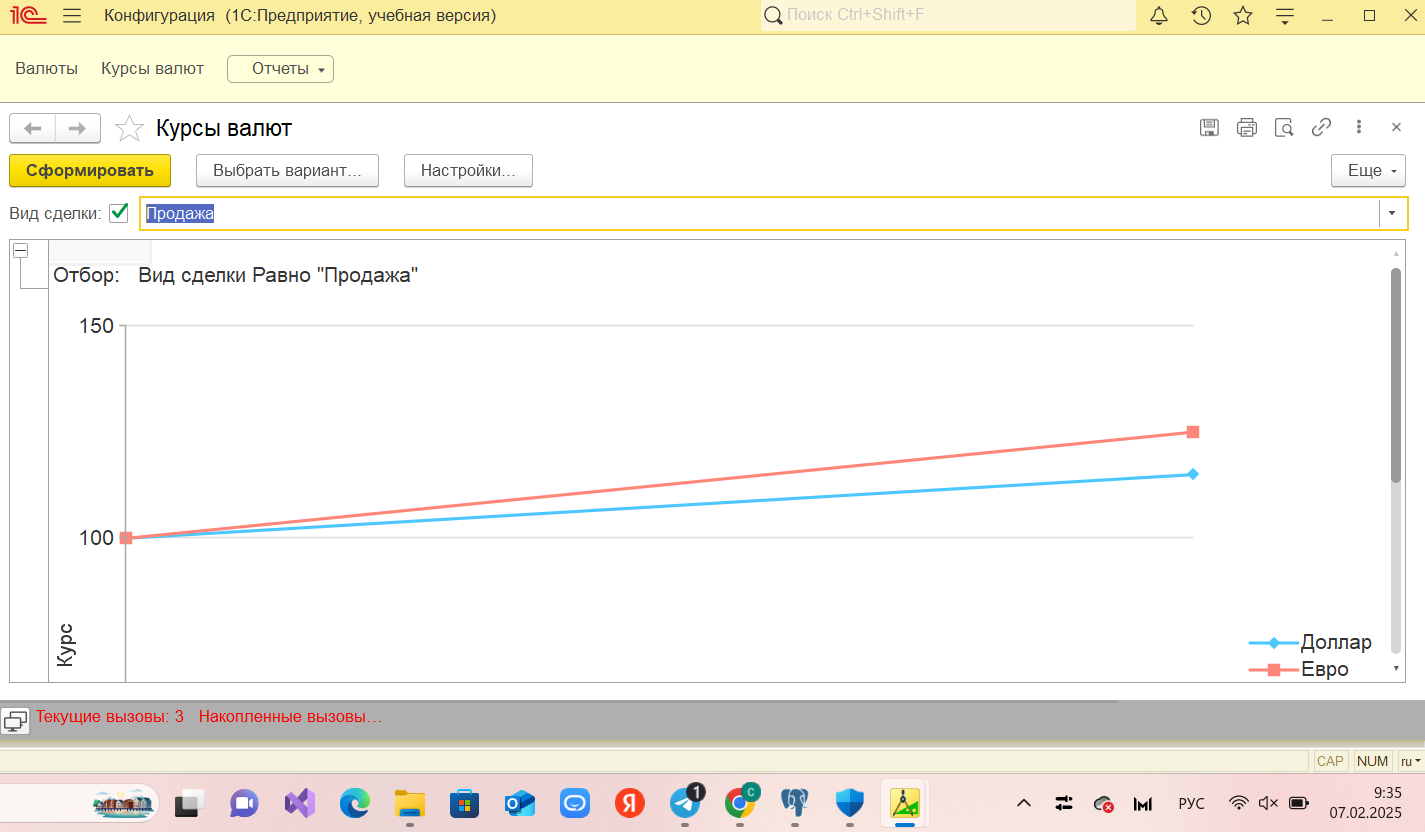 1С Конфигурация (1С:Предприятие, учебная версия) Поиск Ctrl+Shift+F
Валюты Курсы валют Отчеты
Курсы валют
Сформировать Выбрать вариант... Настройки... Еще
Вид сделки: Продажа
Отбор: Вид сделки Равно "Продажа"
150
100
Курс
Доллар
Евро
Текущие вызовы: 3 Накопленные вызовы...
CAP NUM ru
1 C Я РУС 9:35
07.02.2025